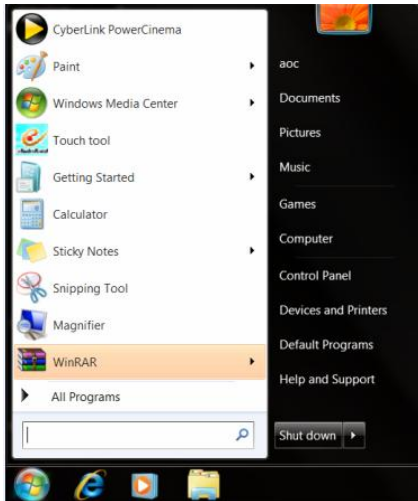 CyberLink PowerCinema
Paint
Windows Media Center
Touch tool
Getting Started
Calculator
Sticky Notes
Snipping Tool
Magnifier
WinRAR
All Programs
aoc
Documents
Pictures
Music
Games
Computer
Control Panel
Devices and Printers
Default Programs
Help and Support
Shut down